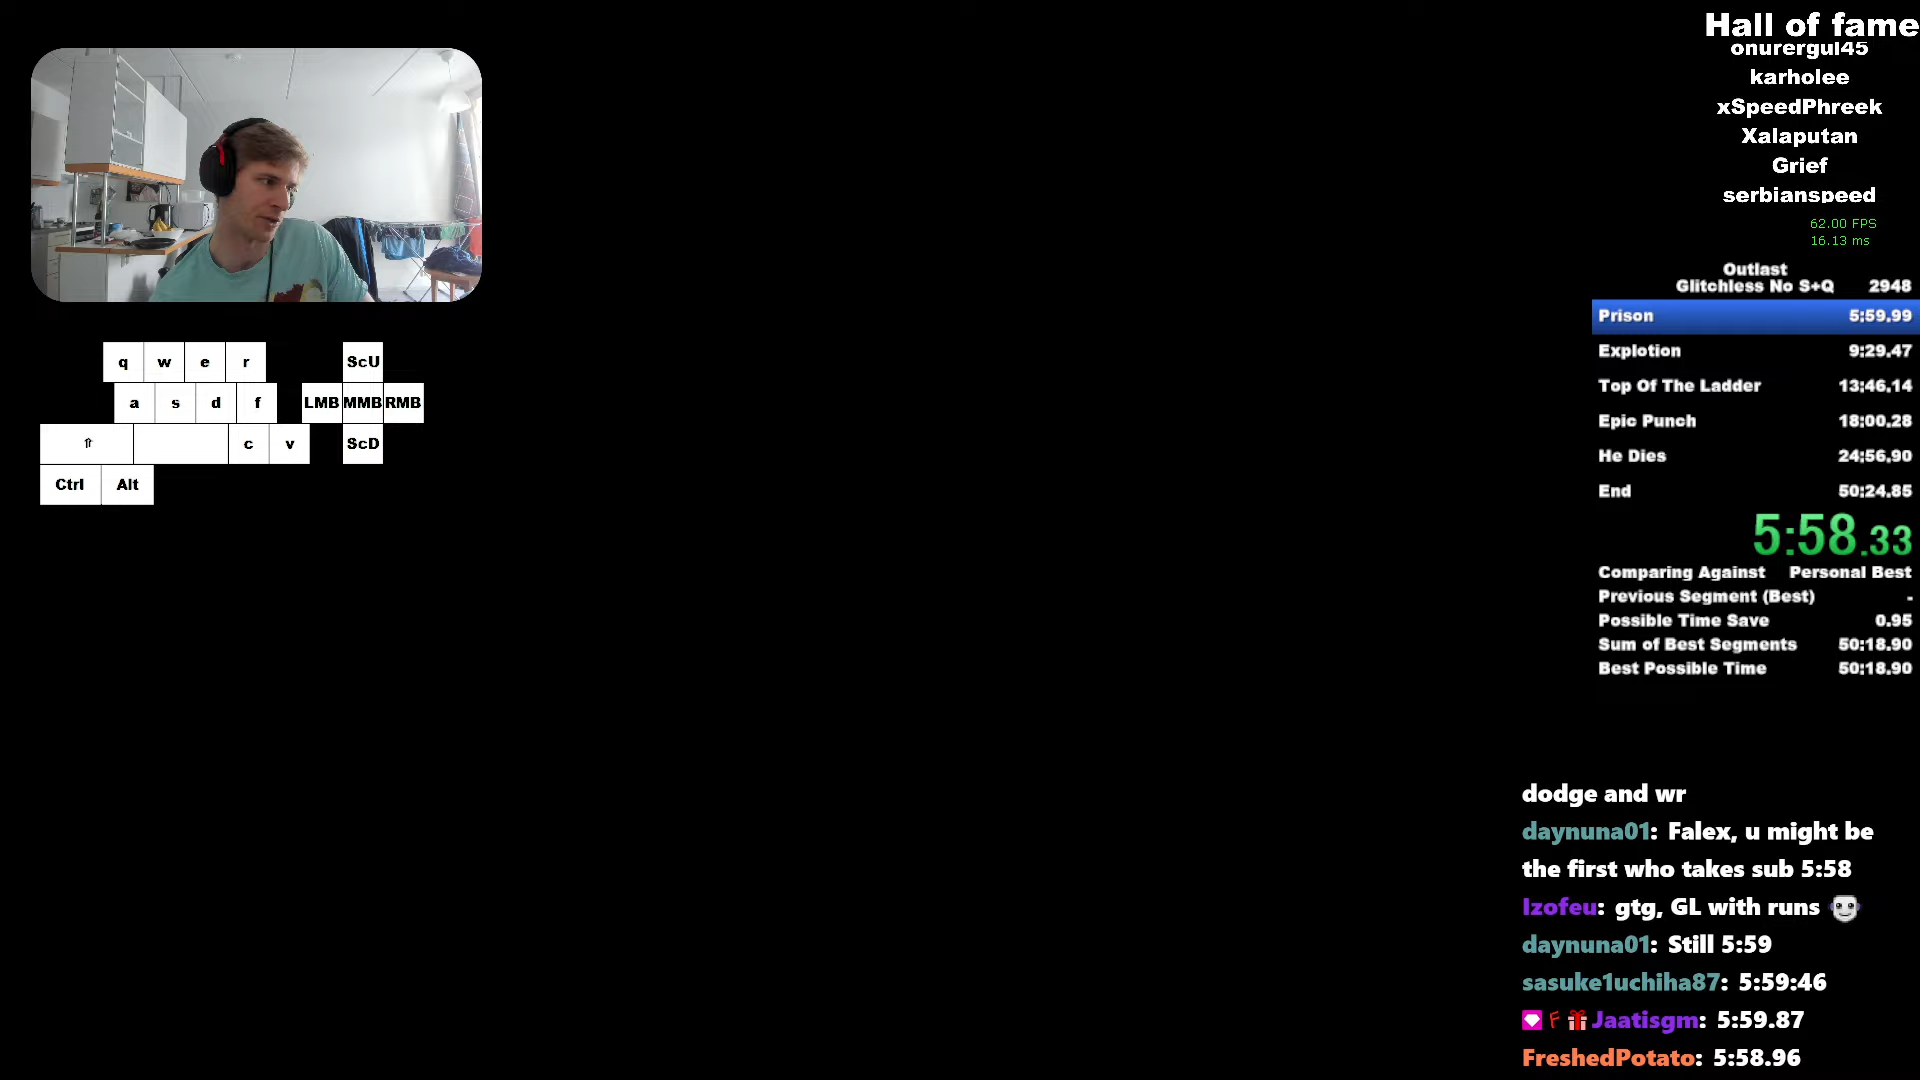 Hall of fame
onurergul45
karholee
xSpeedPhreek
Xalaputan
Grief
serbianspeed
62.00 FPS
16.13 ms
Outlast
Glitchless No S+Q 2948
Prison 5:59.99
Explotion 9:29.47
Top Of The Ladder 13:46.14
Epic Punch 18:00.28
He Dies 24:56.90
End 50:24.85
5:58.33
Comparing Against Personal Best
Previous Segment (Best) -
Possible Time Save 0.95
Sum of Best Segments 50:18.90
Best Possible Time 50:18.90
q w e r ScU
a s d f LMB MMB RMB
⇧ c v ScD
Ctrl Alt
dodge and wr
daynuna01: Falex, u might be
the first who takes sub 5:58
Izofeu: gtg, GL with runs
daynuna01: Still 5:59
sasuke1uchiha87: 5:59:46
F Jaatisgm: 5:59.87
FreshedPotato: 5:58.96